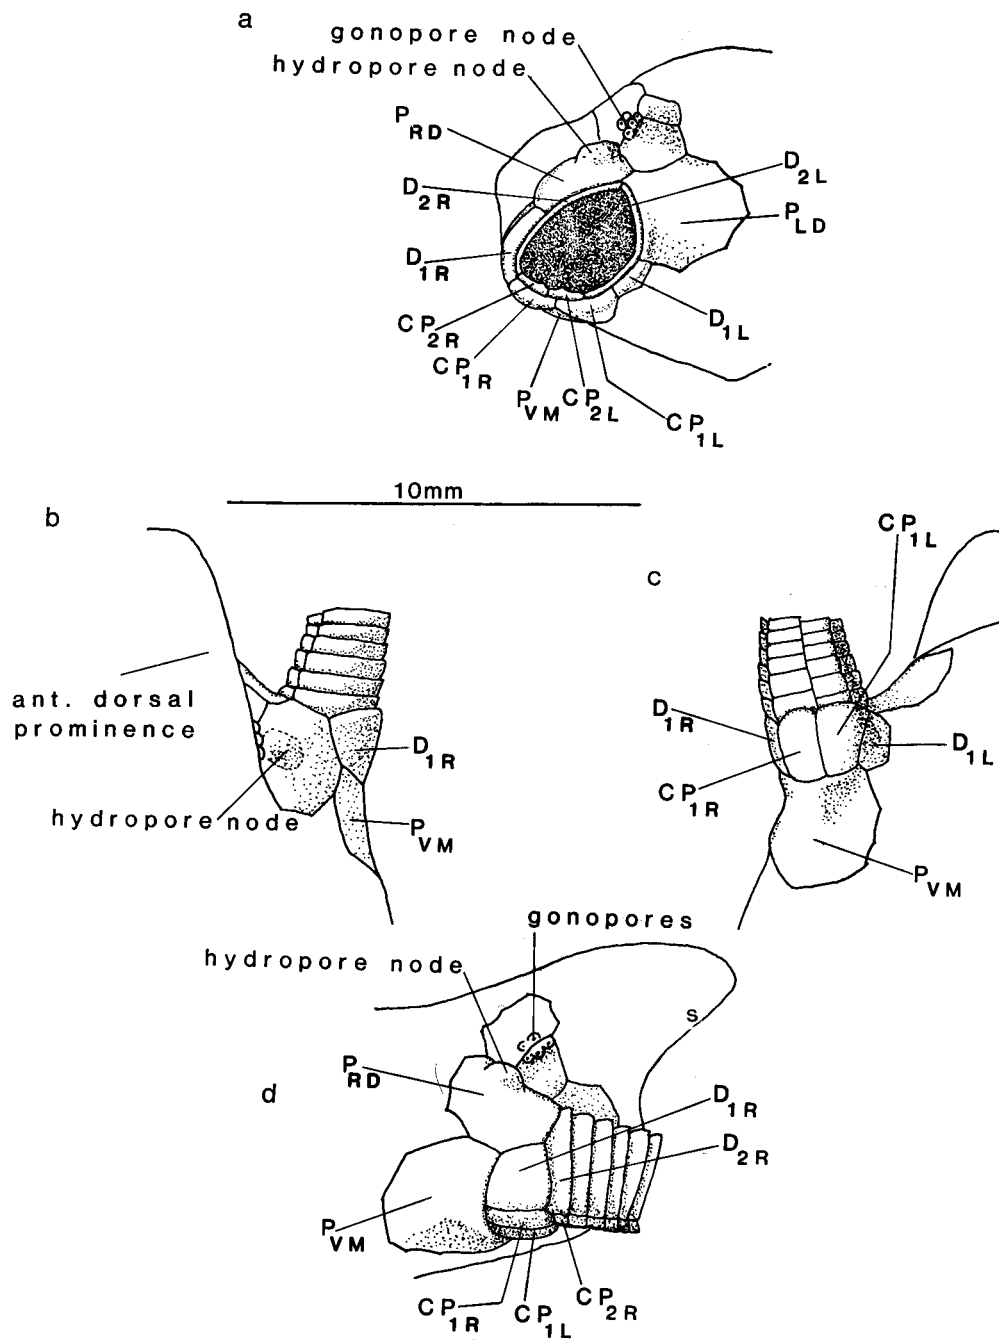 a
gonopore node
hydropore node
P RD
D 2R
D 1R
CP 2R
CP 1R
P VM
CP 2L
CP 1L
D 1L
P LD
D 2L
10mm
b
ant. dorsal
prominence
hydropore node
D 1R
P VM
c
CP 1L
D 1R
CP 1R
D 1L
P VM
gonopores
hydropore node
s
d
P RD
D 1R
D 2R
P VM
CP 1R
CP 1L
CP 2R